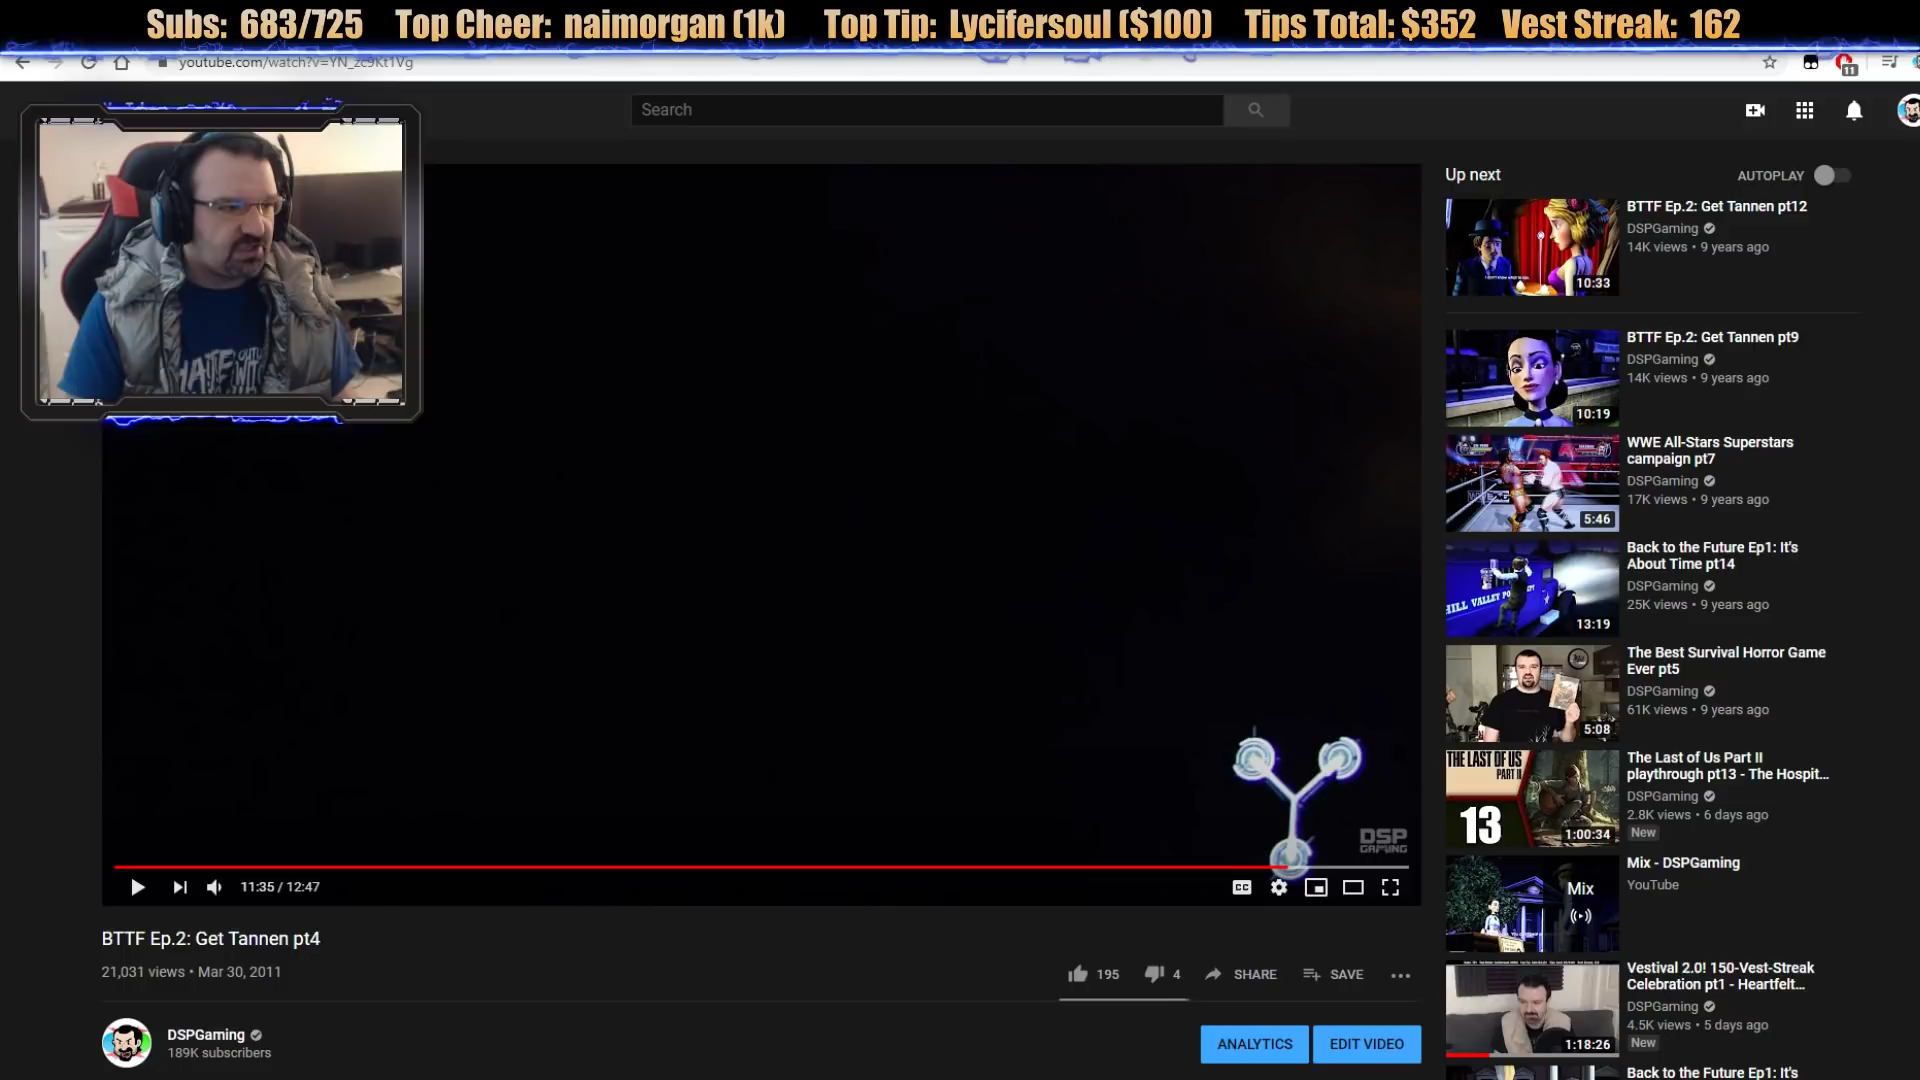 Subs: 683/725 Top Cheer: naimorgan (1k) Top Tip: Lycifersoul ($100) Tips Total: $352 Vest Streak: 162
youtube.com/watch?v=YN_zc9Kt1Vg
11
Search
Up next
AUTOPLAY
BTTF Ep.2: Get Tannen pt12
DSPGaming
14K views • 9 years ago
10:33
BTTF Ep.2: Get Tannen pt9
DSPGaming
14K views • 9 years ago
10:19
WWE All-Stars Superstars
campaign pt7
DSPGaming
17K views • 9 years ago
5:46
Back to the Future Ep1: It's
About Time pt14
DSPGaming
25K views • 9 years ago
HILL VALLEY
13:19
The Best Survival Horror Game
Ever pt5
DSPGaming
61K views • 9 years ago
5:08
THE LAST OF US
PART II
13
1:00:34
The Last of Us Part II
playthrough pt13 - The Hospit...
DSPGaming
2.8K views • 6 days ago
New
Mix
Mix - DSPGaming
YouTube
Vestival 2.0! 150-Vest-Streak
Celebration pt1 - Heartfelt...
DSPGaming
4.5K views • 5 days ago
New
1:18:26
Back to the Future Ep1: It's
HATE
DSP
GAMING
11:35 / 12:47
CC
BTTF Ep.2: Get Tannen pt4
21,031 views • Mar 30, 2011
195
4
SHARE
SAVE
DSPGaming
189K subscribers
ANALYTICS
EDIT VIDEO